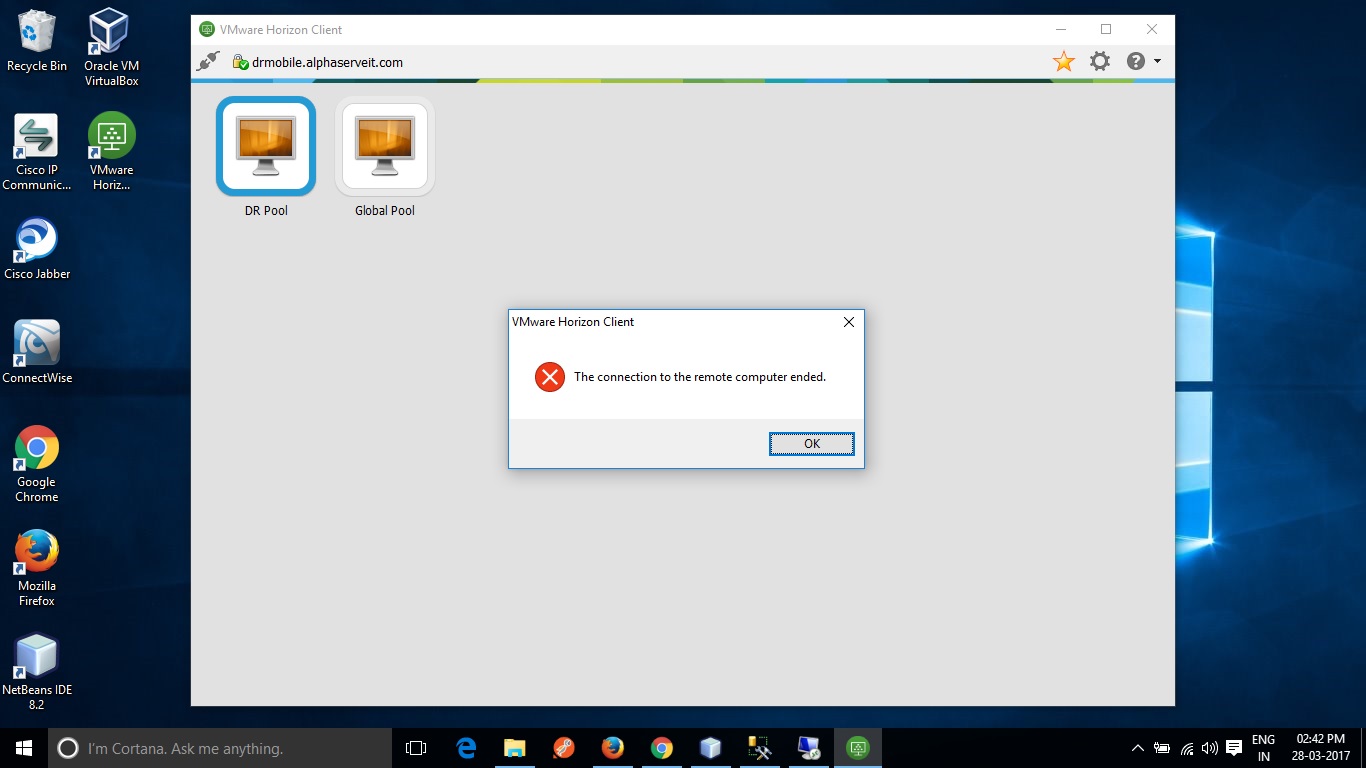 Recycle Bin
Oracle VM
VirtualBox
Cisco IP
Communic...
VMware
Horiz...
Cisco Jabber
ConnectWise
Google
Chrome
Mozilla
Firefox
NetBeans IDE
8.2
VMware Horizon Client
drmobile.alphaserveit.com
DR Pool
Global Pool
VMware Horizon Client
The connection to the remote computer ended.
OK
I'm Cortana. Ask me anything.
ENG
IN
02:42 PM
28-03-2017